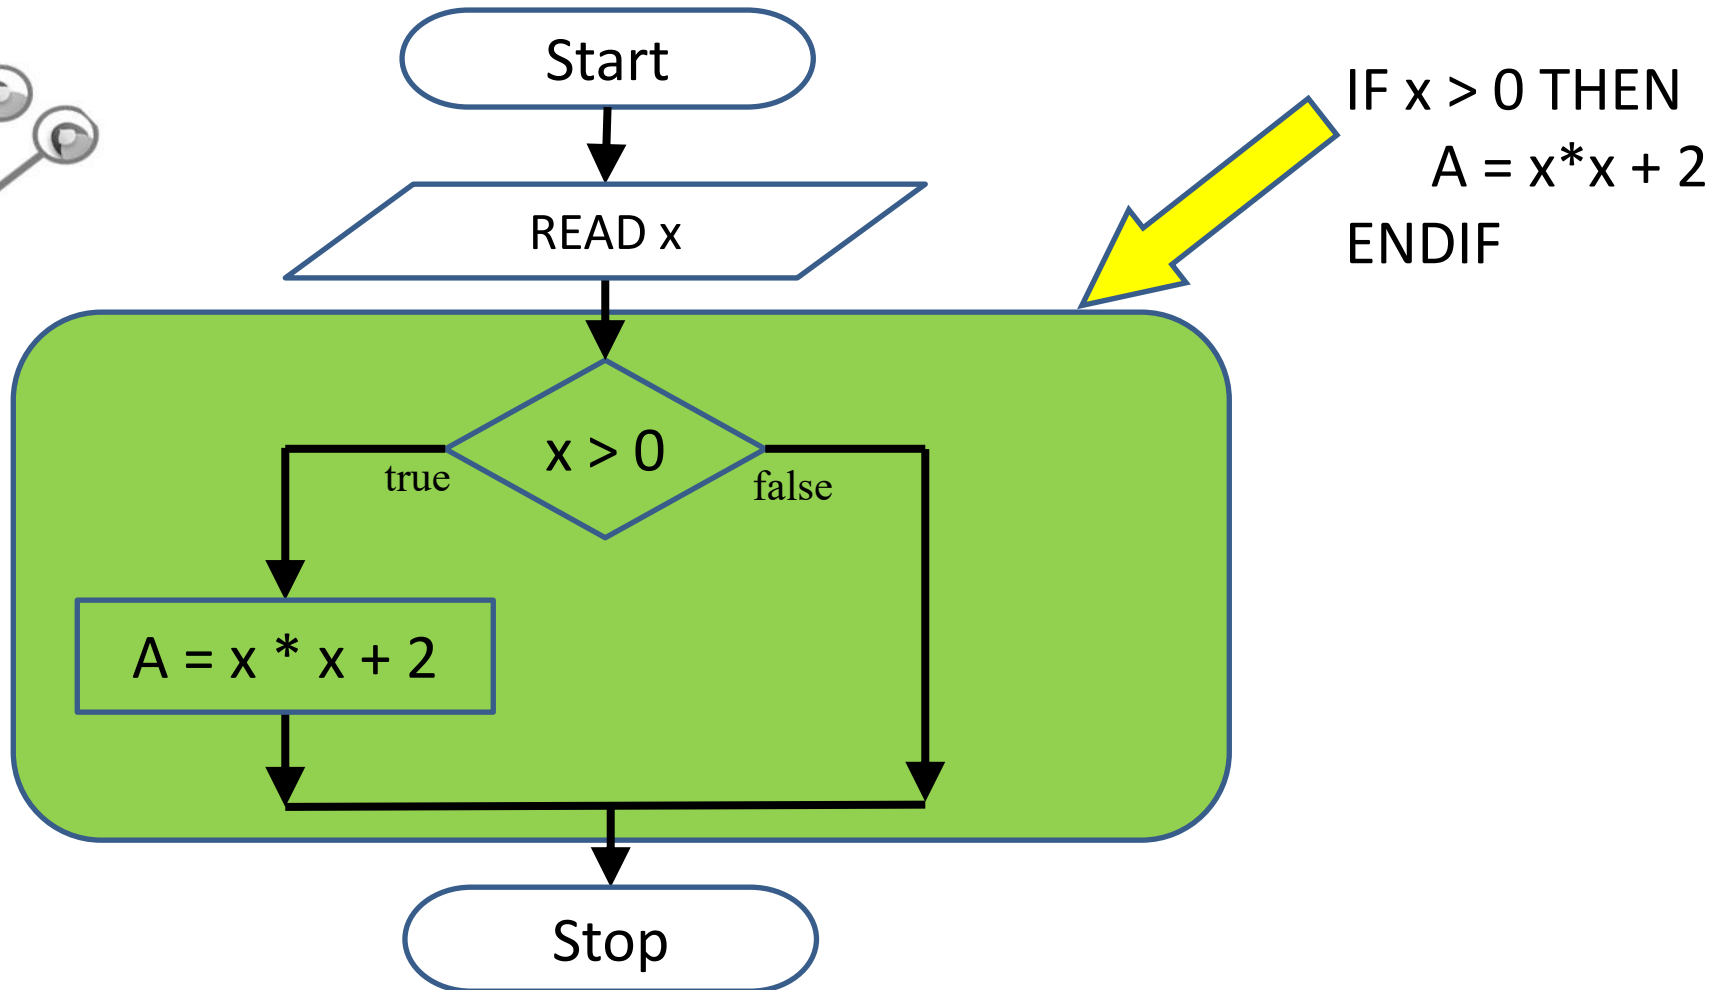 Start
IF x > 0 THEN
A = x*x + 2
ENDIF
READ x
x > 0
true
false
A = x * x + 2
Stop